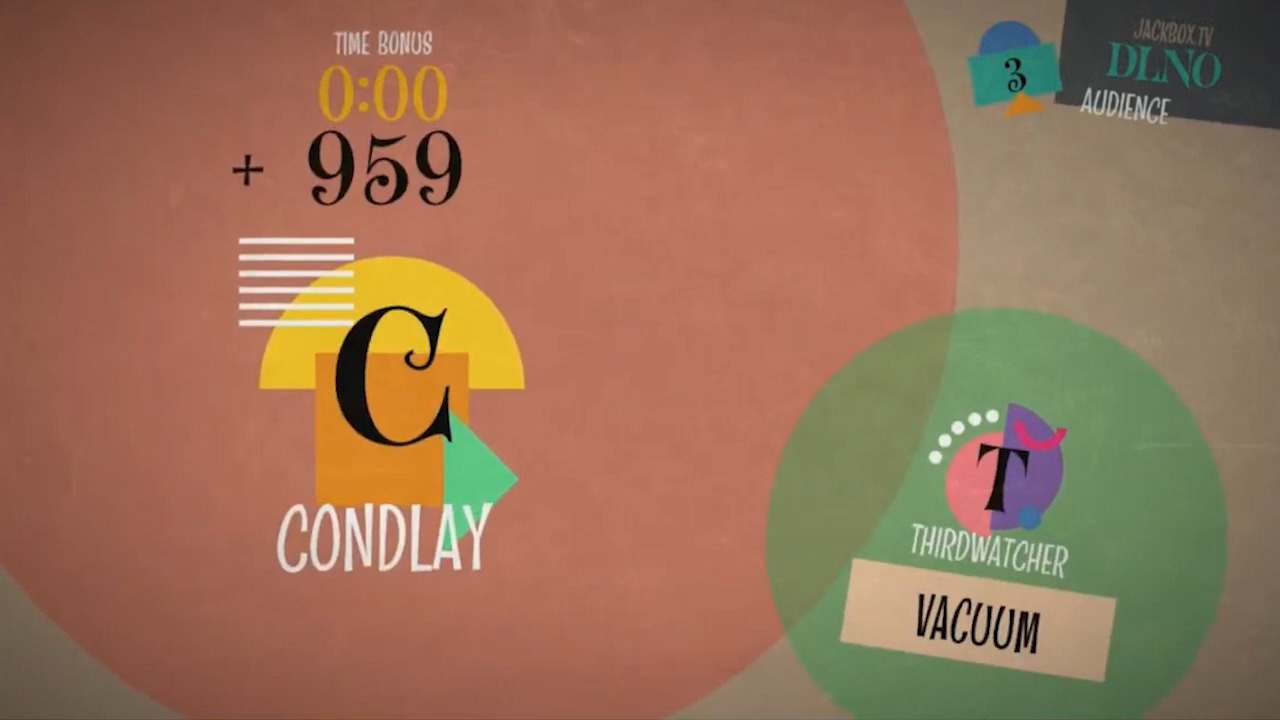 TIME BONUS
0:00
+ 959
C
CONDLAY
3
JACKBOX.TV
DLNO
AUDIENCE
T
THIRDWATCHER
VACUUM